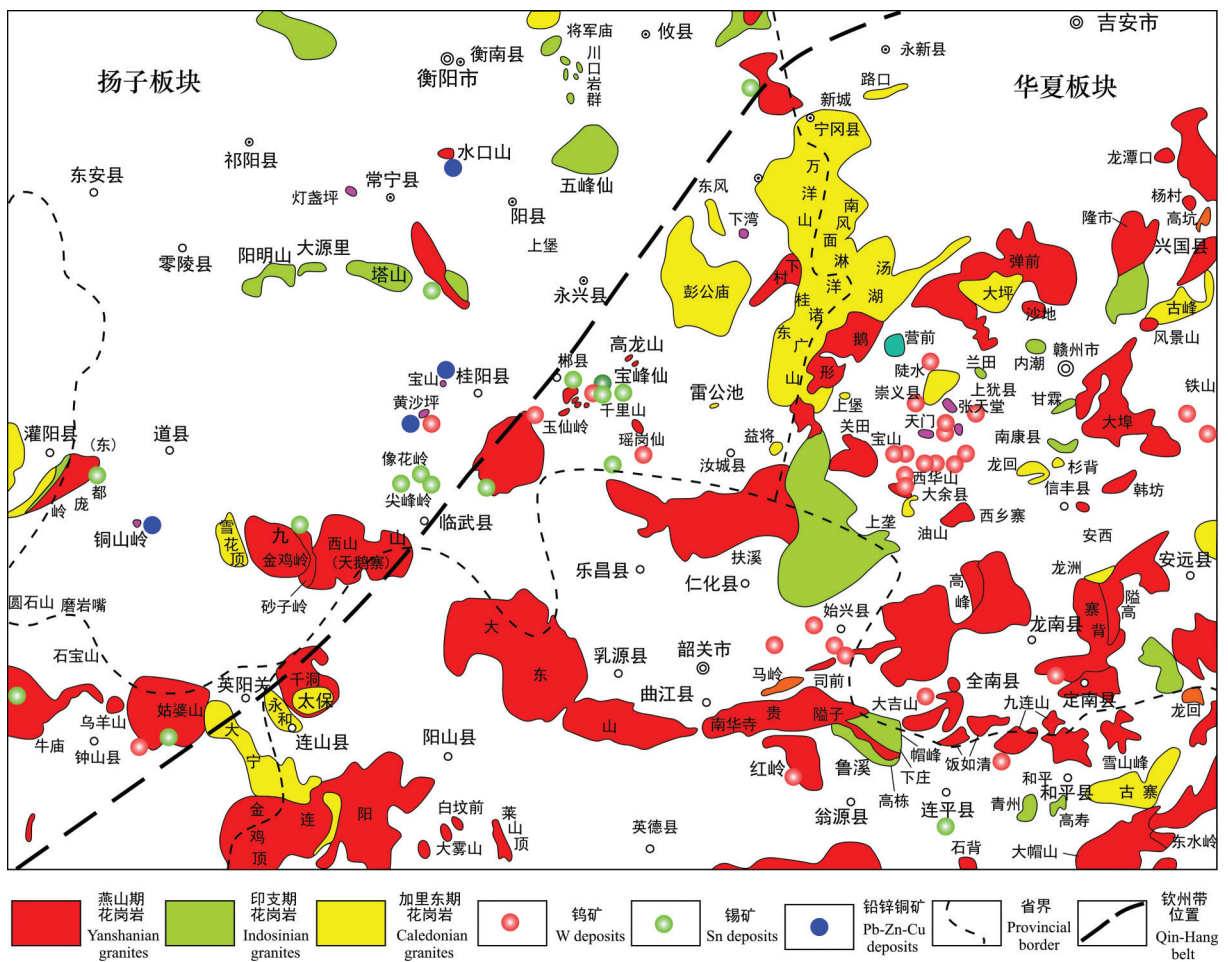 将军庙
攸县
吉安市
衡南县
川口岩群
永新县
扬子板块
衡阳市
路口
华夏板块
新城
宁冈县
祁阳县
水口山
龙潭口
东安县
五峰仙
万洋山
杨村
灯盏坪
常宁县
东风
南风面
隆市
高坑
阳县
下湾
兴国县
上堡
零陵县
阳明山
大源里
塔山
淋洋
汤湖
弹前
下村
永兴县
彭公庙
桂
诸广山
大坪
古峰
沙地
东
风景山
高龙山
鹅形
营前
郴县
宝峰仙
陡水
兰田
内潮
赣州市
宝山
桂阳县
雷公池
崇义县
上犹县
铁山
黄沙坪
千里山
上堡
张天堂
甘霖
玉仙岭
关田
天门
大埠
灌阳县
(东)
道县
瑶岗仙
益将
宝山
南康县
像花岭
汝城县
龙回
杉背
都庞岭
西华山
尖峰岭
大余县
信丰县
韩坊
铜山岭
雪花顶
九
西山
(天鹅寨)
山
临武县
上垄
油山
西乡寨
金鸡岭
扶溪
安西
乐昌县
仁化县
龙洲
安远县
圆石山
磨岩嘴
砂子岭
高峰
寨背
隘高
始兴县
龙南县
石宝山
大东山
乳源县
韶关市
英阳关
千洞
马岭
司前
太保
曲江县
大吉山
全南县
定南县
姑婆山
永和
九连山
龙回
乌羊山
大宁
南华寺
贵
隘子
牛庙
钟山县
连山县
阳山县
帽峰
饭如清
雪山峰
红岭
鲁溪
下庄
和平
金鸡顶
连
阳
白坟前
莱山顶
高栋
连平县
青州
和平县
古寨
翁源县
高寿
大雾山
英德县
石背
大帽山
东水岭
燕山期
花岗岩
Yanshanian
granites
印支期
花岗岩
Indosinian
granites
加里东期
花岗岩
Caledonian
granites
钨矿
W deposits
锡矿
Sn deposits
铅锌铜矿
Pb-Zn-Cu
deposits
省界
Provincial
border
钦州带
位置
Qin-Hang
belt